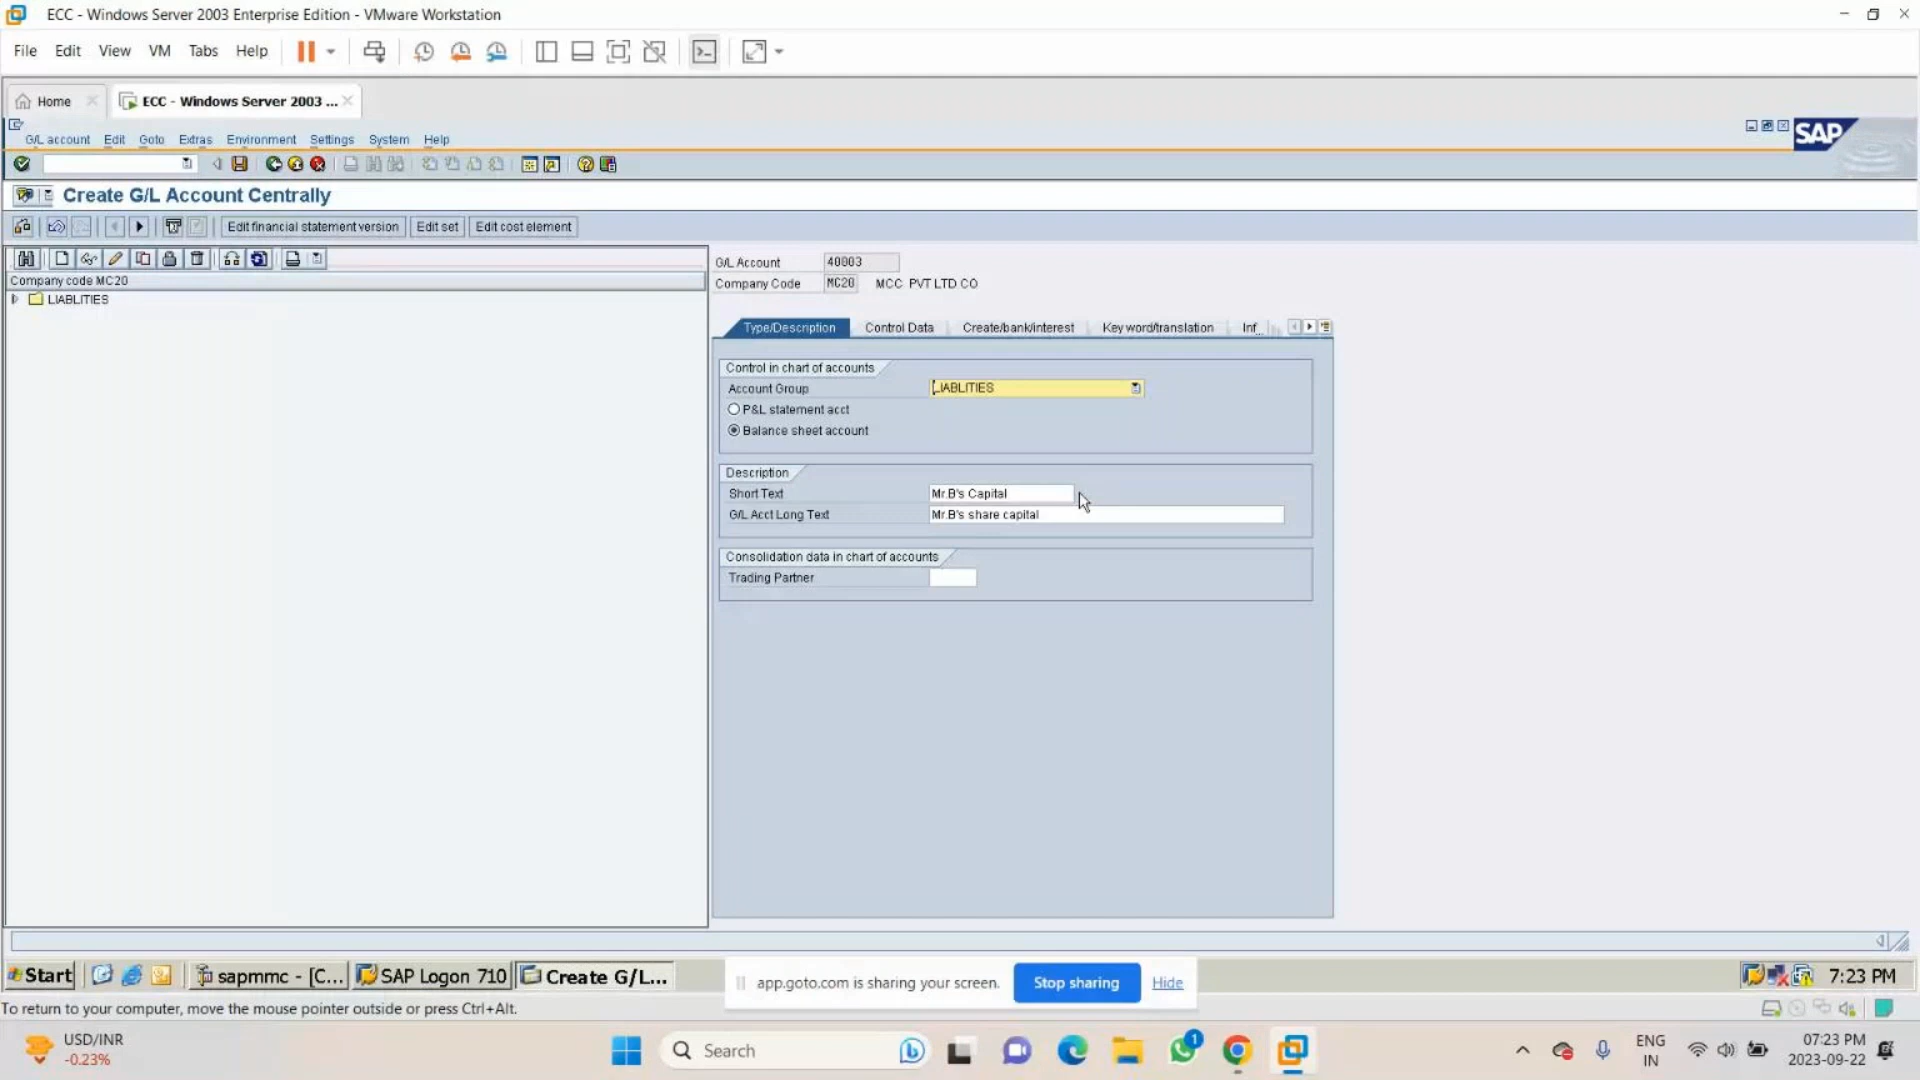 ECC - Windows Server 2003 Enterprise Edition - VMware Workstation
File Edit View VM Tabs Help
Home ECC - Windows Server 2003 ...
G/L account Edit Goto Extras Environment Settings System Help
SAP
Create G/L Account Centrally
Edit financial statement version Edit set Edit cost element
Company code MC20
LIABLITIES
G/L Account 40003
Company Code MC20 MCC PVT LTD CO
Type/Description Control Data Create/bank/interest Key word/translation Inf...
Control in chart of accounts
Account Group LIABLITIES
P&L statement acct
Balance sheet account
Description
Short Text Mr.B's Capital
G/L Acct Long Text Mr.B's share capital
Consolidation data in chart of accounts
Trading Partner
Start sapmmc - [C... SAP Logon 710 Create G/L... 7:23 PM
app.goto.com is sharing your screen. Stop sharing Hide
To return to your computer, move the mouse pointer outside or press Ctrl+Alt.
USD/INR
-0.23%
Search
1
ENG
IN
07:23 PM
2023-09-22